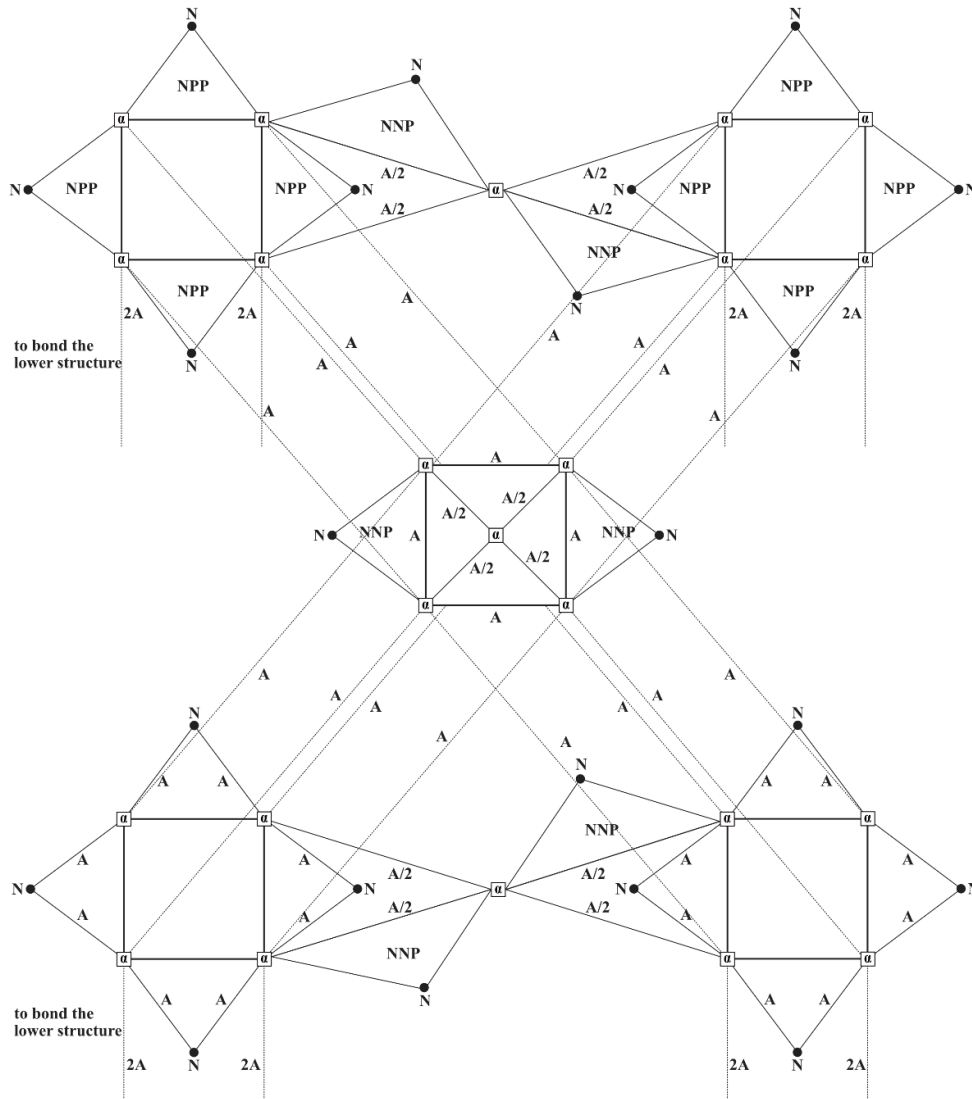 N N
N
NPP NPP
α α α α
NNP
A/2 A/2
N NPP NPP N α N NPP NPP N
A/2 A/2
NNP
α α α α
NPP NPP
N
2A 2A A 2A 2A
A A A
to bond the
N N
lower structure
A A
A A
α A α
A/2 A/2
N NNP A α A NNP N
A/2 A/2
α α
A
A A
A A
A A
N N
A A
N
A A A A
α α α α
NNP
A A A A
A/2 A/2
N N α N N
A/2 A/2
A A A A
NNP
α α α α
N
A A A A
to bond the
lower structure
N N
2A 2A 2A 2A